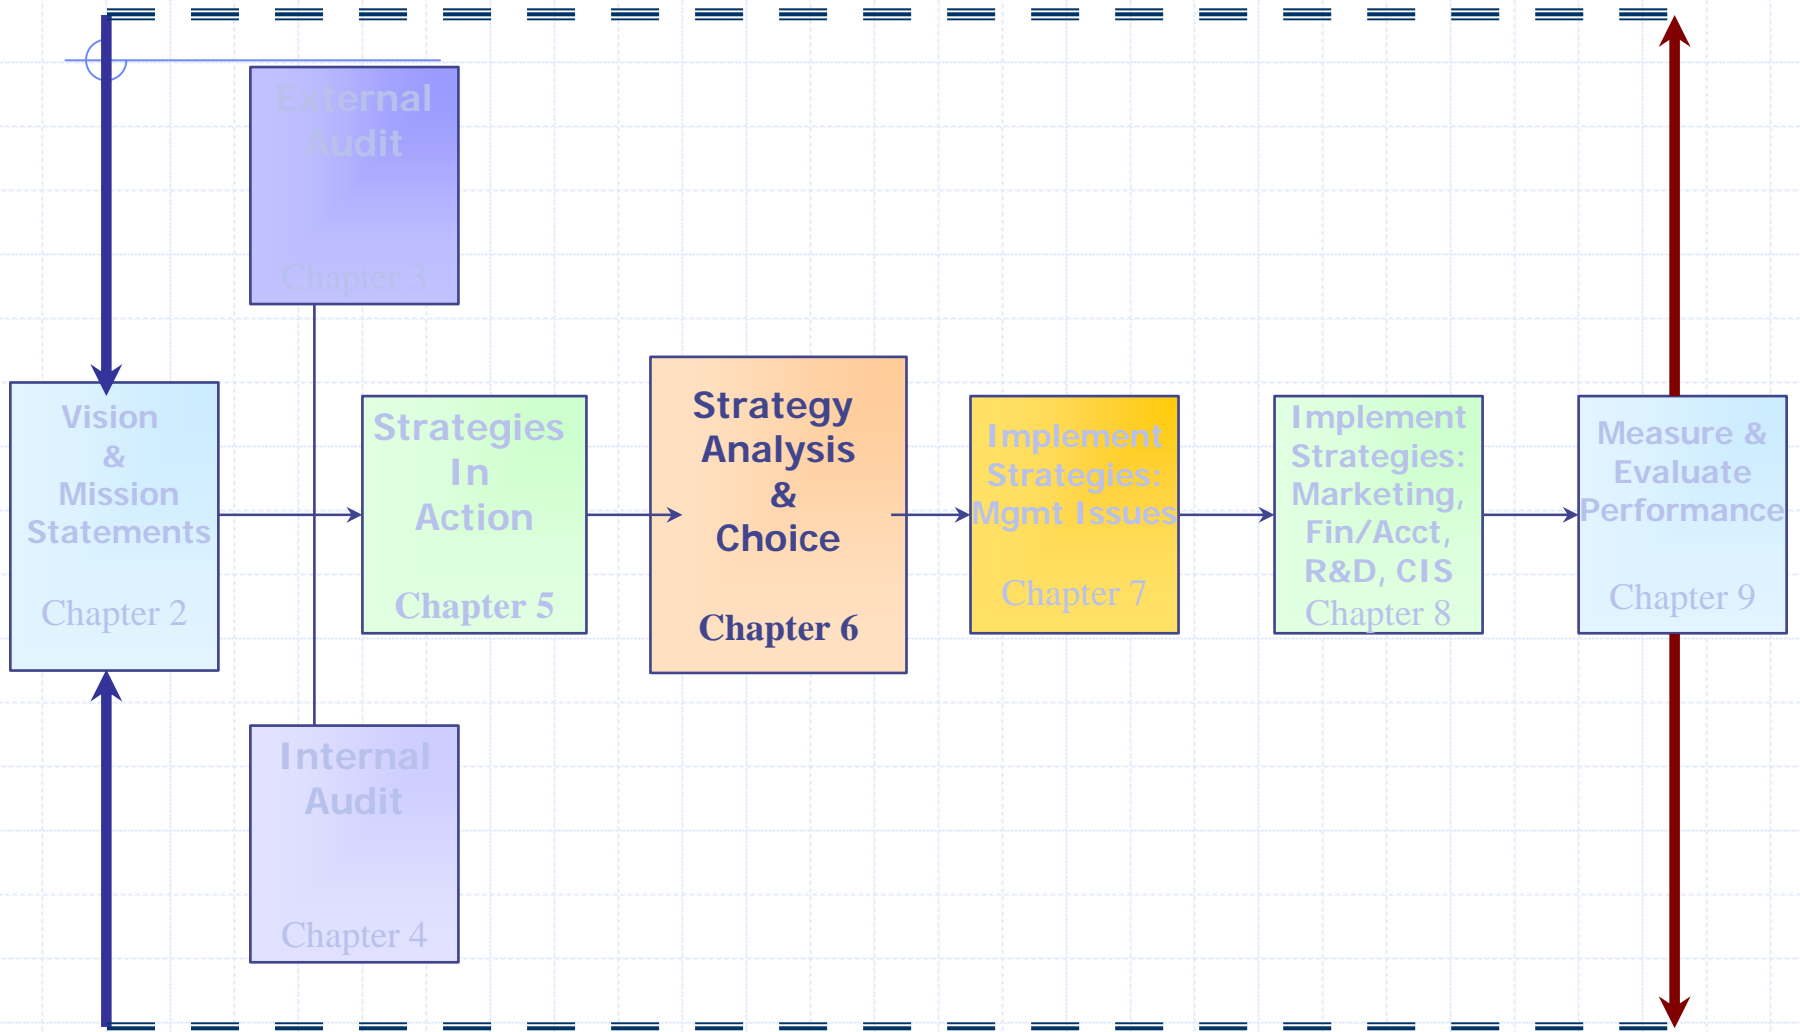 External
Audit
Chapter 3
Vision
&
Mission
Statements
Chapter 2
Strategies
In
Action
Chapter 5
Strategy
Analysis
&
Choice
Chapter 6
Implement
Strategies:
Mgmt Issues
Chapter 7
Implement
Strategies:
Marketing,
Fin/Acct,
R&D, CIS
Chapter 8
Measure &
Evaluate
Performance
Chapter 9
Internal
Audit
Chapter 4